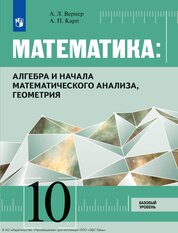 А. Л. Вернер
А. П. Карп
МАТЕМАТИКА:
АЛГЕБРА И НАЧАЛА
МАТЕМАТИЧЕСКОГО АНАЛИЗА,
ГЕОМЕТРИЯ
10
БАЗОВЫЙ
УРОВЕНЬ